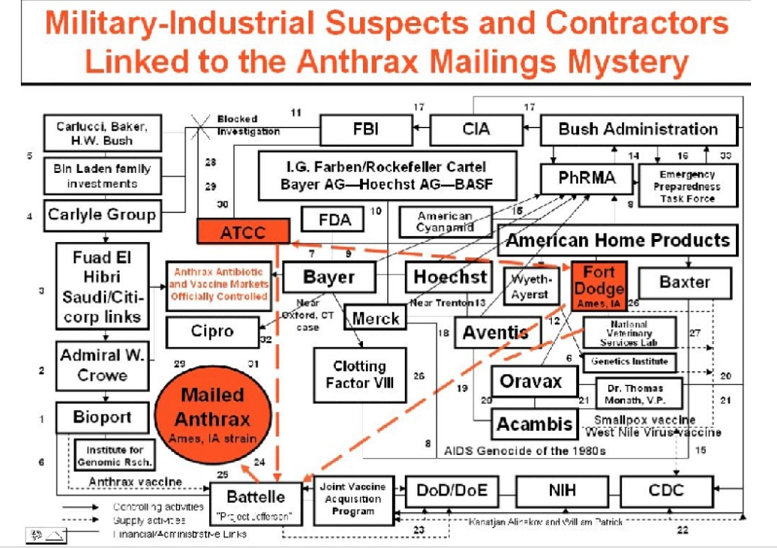 Military-Industrial Suspects and Contractors
Linked to the Anthrax Mailings Mystery
Carlucci, Baker,
H.W. Bush
Blocked
Investigation
11
FBI
17
CIA
17
Bush Administration
5
Bin Laden family
investments
28
29
30
I.G. Farben/Rockefeller Cartel
Bayer AG—Hoechst AG—BASF
PhRMA
14
16
33
Emergency
Preparedness
Task Force
9
4
Carlyle Group
ATCC
FDA
10
American
Cyanamid
15
American Home Products
Fuad El
Hibri
Saudi/Citi-
corp links
3
Anthrax Antibiotic
and Vaccine Markets
Officially Controlled
7
9
Bayer
Hoechst
Wyeth-
Ayerst
Fort
Dodge
Ames, IA
26
Baxter
Near
Oxford, CT
case
Near Trenton
13
Cipro
32
Merck
18
Aventis
12
National
Veterinary
Services Lab
27
6
Genetics Institute
Admiral W.
Crowe
2
29
31
Clotting
Factor VIII
26
19
Oravax
20
21
Dr. Thomas
Monath, V.P.
20
21
Mailed
Anthrax
Ames, IA strain
1
Bioport
Acambis
Smallpox vaccine
West Nile Virus vaccine
Institute for
Genomic Rsch.
6
24
25
8
AIDS Genocide of the 1980s
15
Anthrax vaccine
Battelle
"Project Jefferson"
Joint Vaccine
Acquisition
Program
DoD/DoE
NIH
CDC
Controlling activities
Supply activities
Financial/Administrative Links
23
Kanatjan Alibekov and William Patrick
22